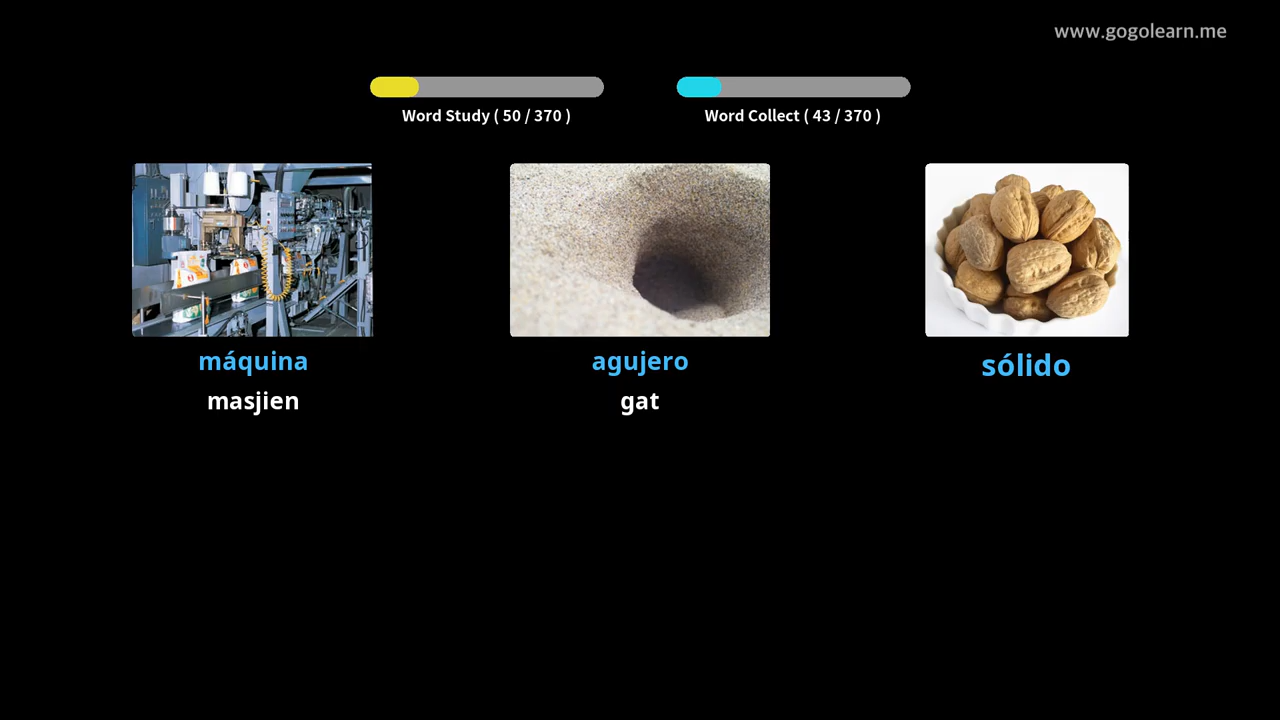 www.gogolearn.me
Word Study ( 50 / 370 )
Word Collect ( 43 / 370 )
máquina
masjien
agujero
gat
sólido